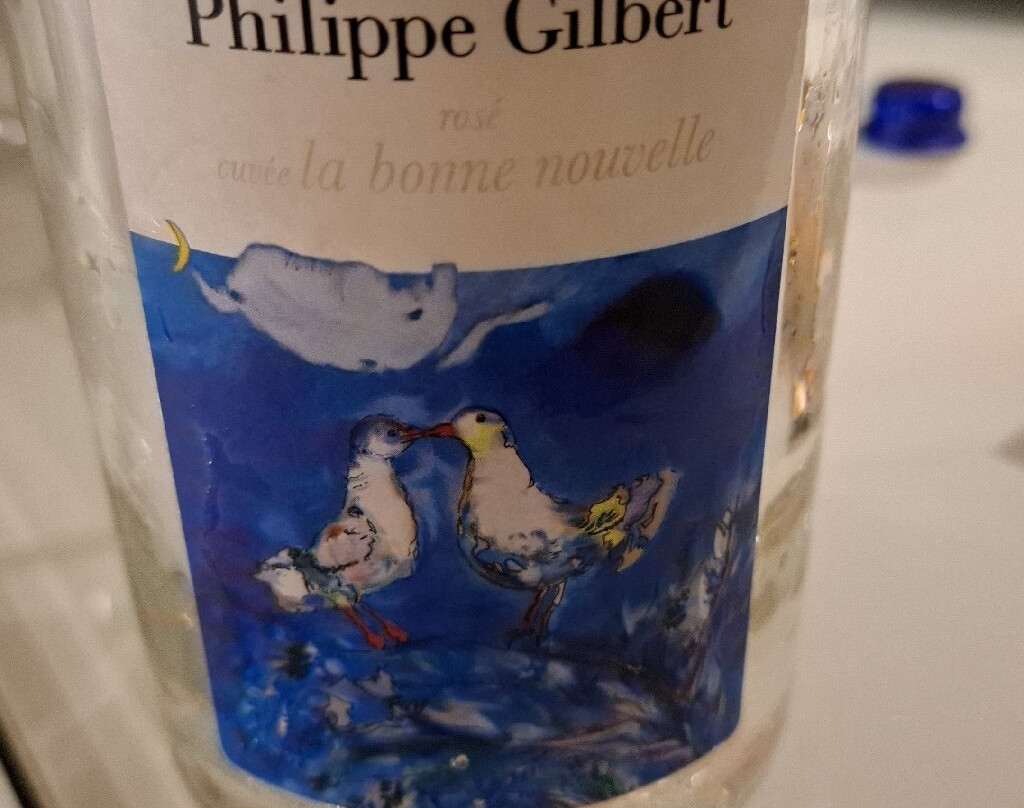 Philippe Gilbert
rosé
cuvée la bonne nouvelle